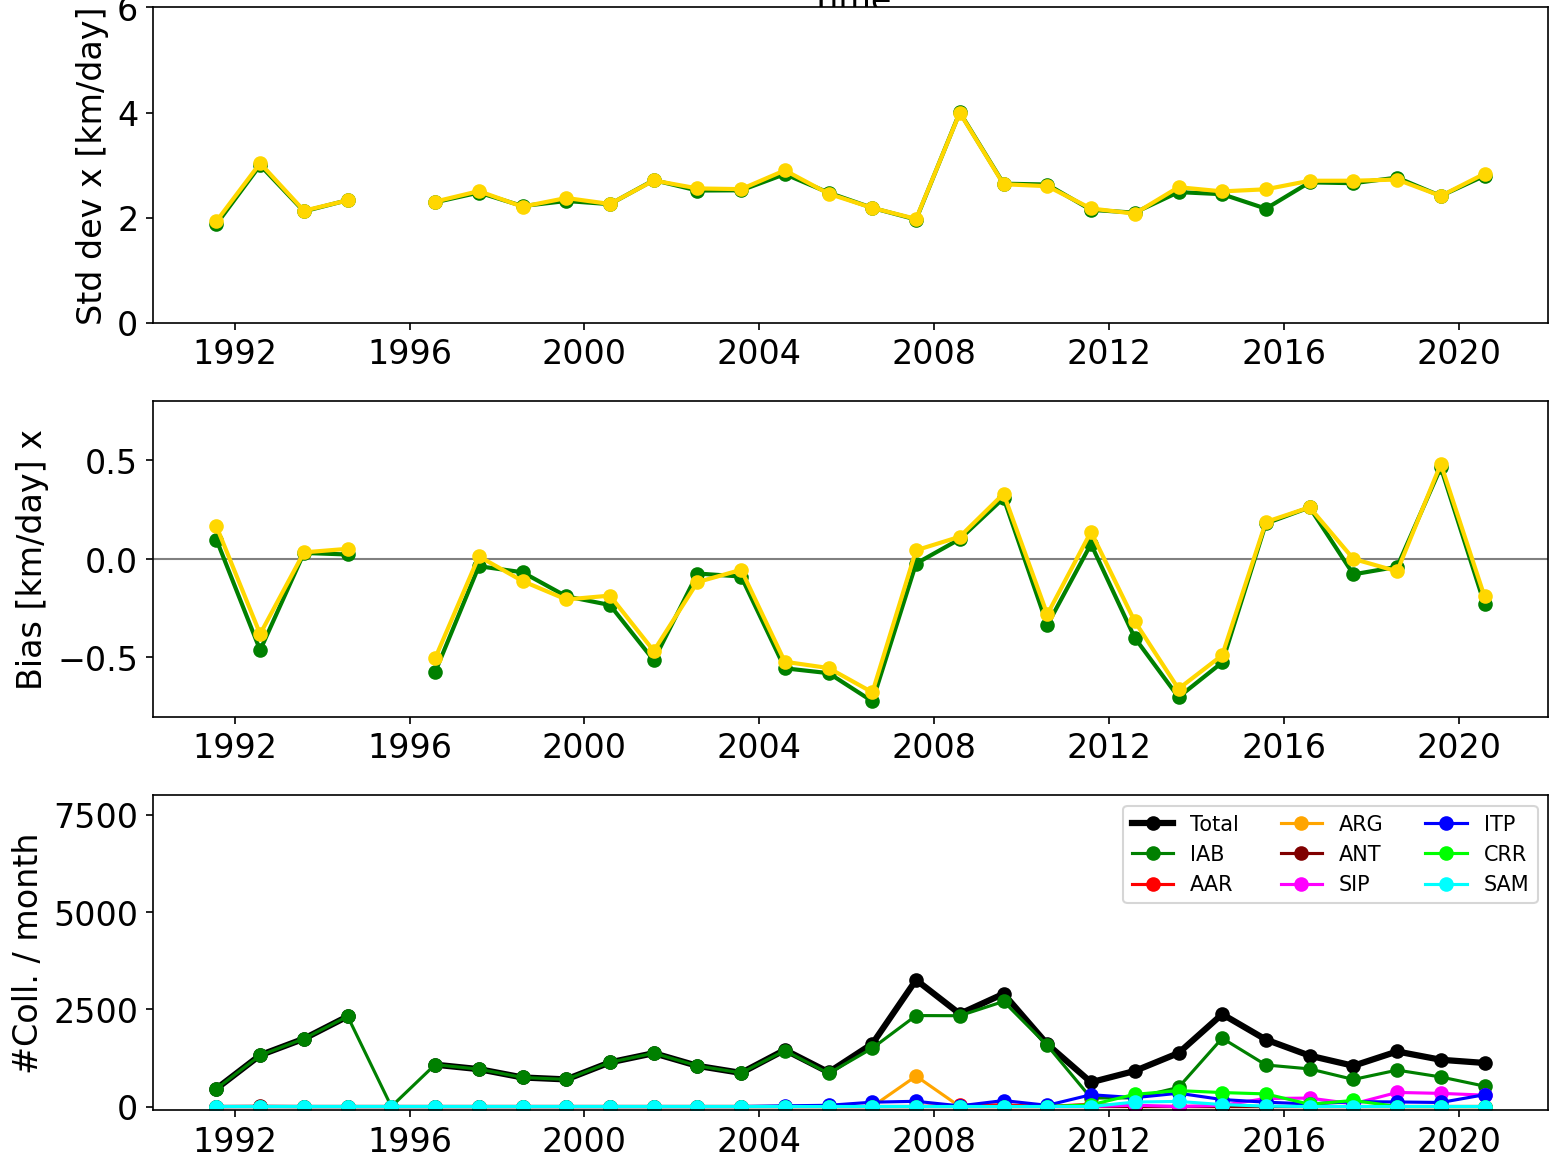 Time
6
4
2
0
Std dev x [km/day]
1992 1996 2000 2004 2008 2012 2016 2020
0.5
0.0
−0.5
Bias [km/day] x
1992 1996 2000 2004 2008 2012 2016 2020
7500
5000
2500
0
#Coll. / month
Total ARG ITP
IAB ANT CRR
AAR SIP SAM
1992 1996 2000 2004 2008 2012 2016 2020